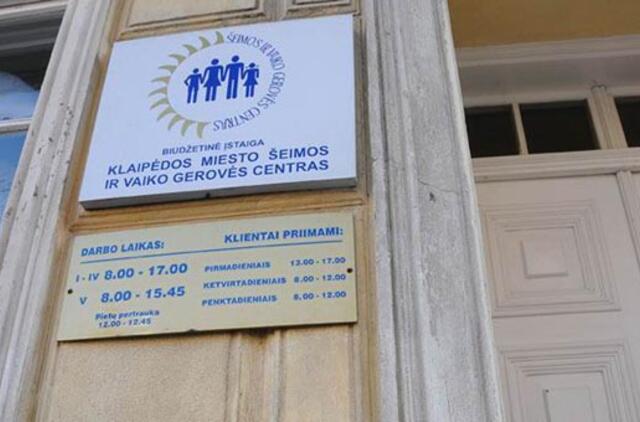 ŠEIMOS IR VAIKO GEROVĖS CENTRAS
BIUDŽETINĖ ĮSTAIGA
KLAIPĖDOS MIESTO ŠEIMOS
IR VAIKO GEROVĖS CENTRAS
DARBO LAIKAS:
I - IV 8.00 - 17.00
V 8.00 - 15.45
Pietų pertrauka
12.00 - 12.45
KLIENTAI PRIIMAMI:
PIRMADIENIAIS 13.00 - 17.00
KETVIRTADIENIAIS 8.00 - 12.00
PENKTADIENIAIS 8.00 - 12.00